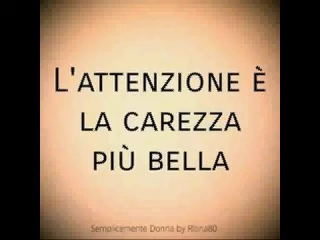 L'ATTENZIONE È
LA CAREZZA
PIÙ BELLA
Semplicemente Donna by